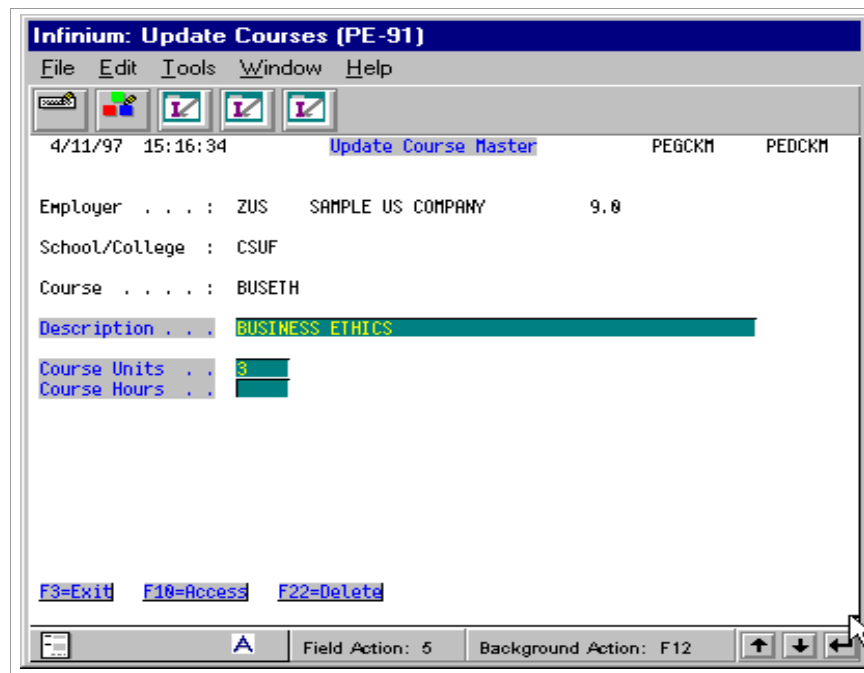 Infinium: Update Courses (PE-91)
File Edit Tools Window Help
4/11/97 15:16:34 Update Course Master PEGCKM PEDCKM
Employer . . . : ZUS SAMPLE US COMPANY 9.0
School/College : CSUF
Course . . . . : BUSETH
Description . . . BUSINESS ETHICS
Course Units . . 3
Course Hours . .
F3=Exit F10=Access F22=Delete
A Field Action: 5 Background Action: F12